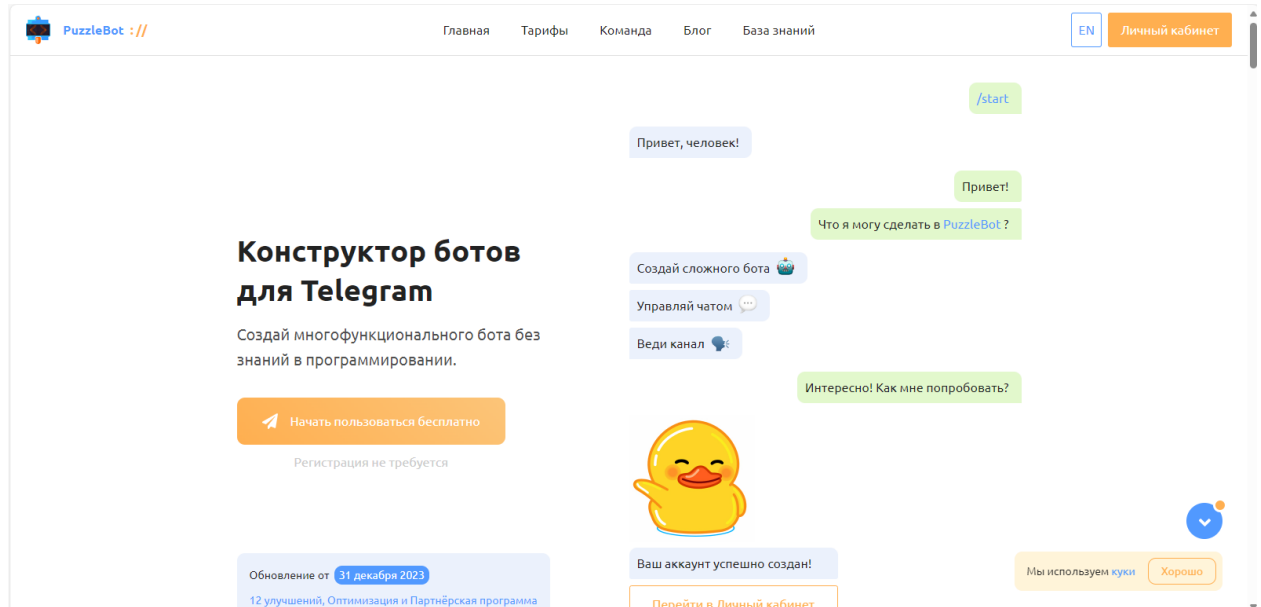 PuzzleBot ://
Главная Тарифы Команда Блог База знаний
EN Личный кабинет
/start
Привет, человек!
Привет!
Что я могу сделать в PuzzleBot ?
Создай сложного бота
Управляй чатом
Веди канал
Интересно! Как мне попробовать?
Ваш аккаунт успешно создан!
Перейти в Личный кабинет
Конструктор ботов
для Telegram
Создай многофункционального бота без
знаний в программировании.
Начать пользоваться бесплатно
Регистрация не требуется
Обновление от 31 декабря 2023
12 улучшений, Оптимизация и Партнёрская программа
Мы используем куки Хорошо